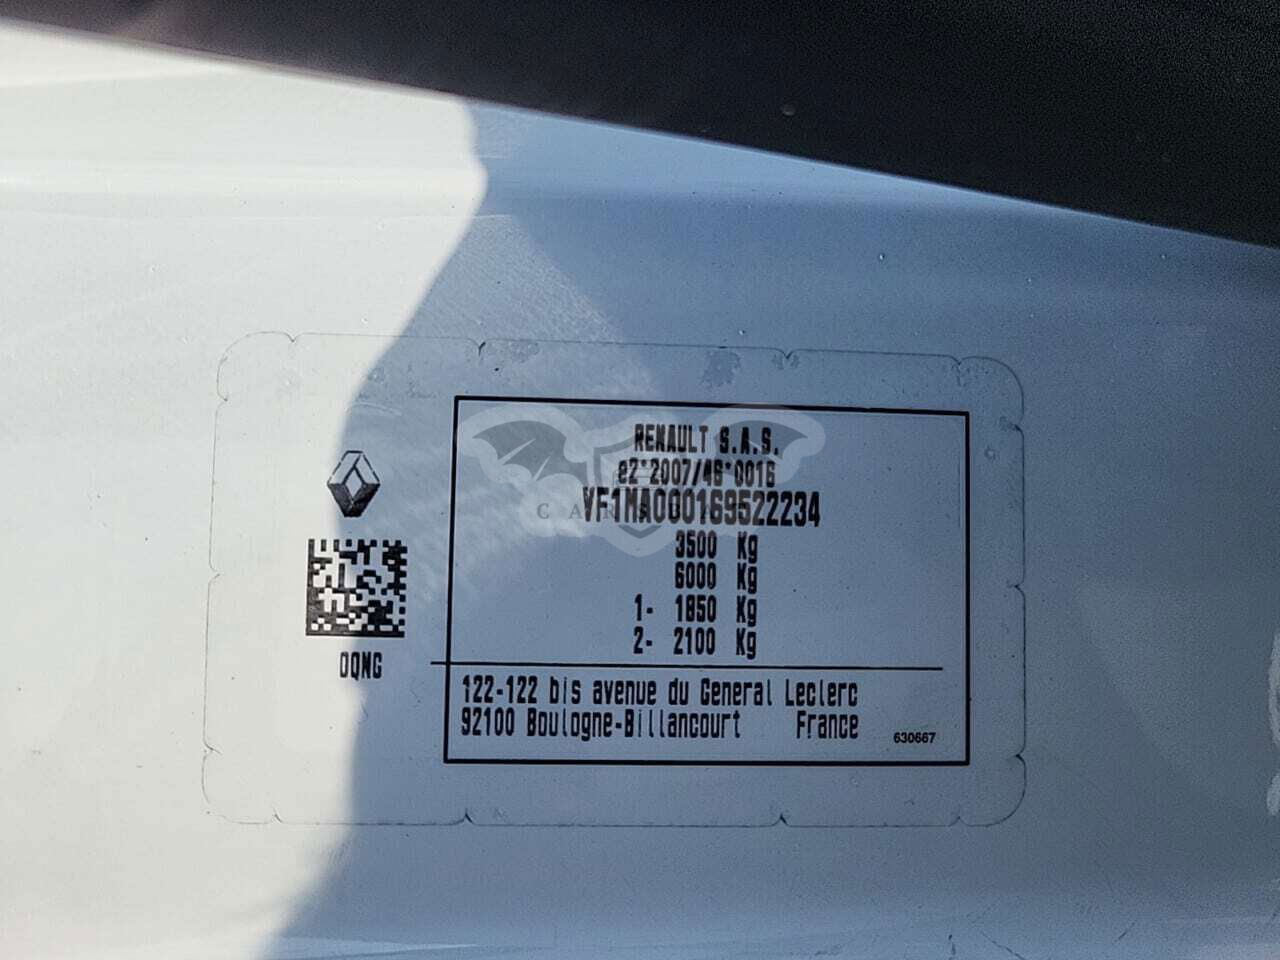 RENAULT S.A.S.
e2*2007/46*0016
VF1MA000169522234
3500 Kg
6000 Kg
1- 1850 Kg
2- 2100 Kg
OQNG
122-122 bis avenue du General Leclerc
92100 Boulogne-Billancourt France
630667